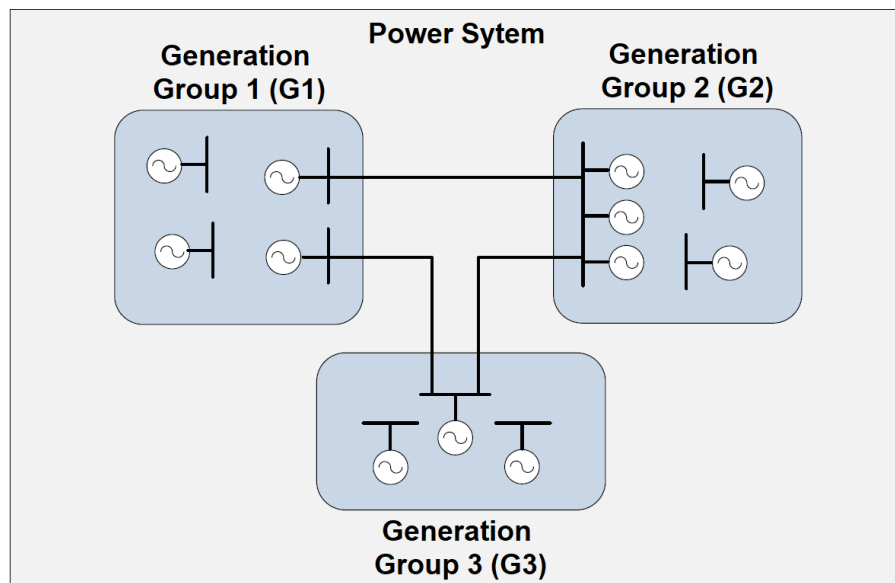 Power Sytem
Generation
Group 1 (G1)
Generation
Group 2 (G2)
Generation
Group 3 (G3)